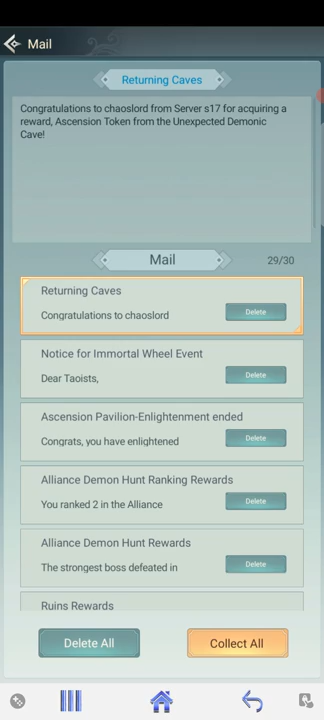 Mail
Returning Caves
Congratulations to chaoslord from Server s17 for acquiring a
reward, Ascension Token from the Unexpected Demonic
Cave!
Mail
29/30
Returning Caves
Congratulations to chaoslord
Delete
Notice for Immortal Wheel Event
Dear Taoists,
Delete
Ascension Pavilion-Enlightenment ended
Congrats, you have enlightened
Delete
Alliance Demon Hunt Ranking Rewards
You ranked 2 in the Alliance
Delete
Alliance Demon Hunt Rewards
The strongest boss defeated in
Delete
Ruins Rewards
Delete All
Collect All